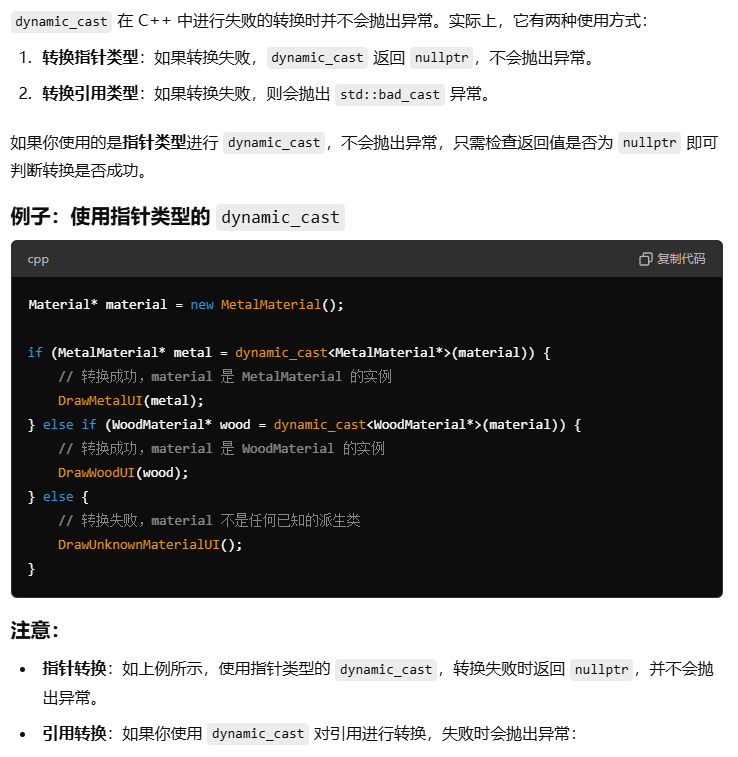 dynamic_cast 在 C++ 中进行失败的转换时并不会抛出异常。实际上，它有两种使用方式：
1. 转换指针类型：如果转换失败，dynamic_cast 返回 nullptr，不会抛出异常。
2. 转换引用类型：如果转换失败，则会抛出 std::bad_cast 异常。
如果你使用的是指针类型进行 dynamic_cast，不会抛出异常，只需检查返回值是否为 nullptr 即可
判断转换是否成功。
例子：使用指针类型的 dynamic_cast
cpp 复制代码
Material* material = new MetalMaterial();
if (MetalMaterial* metal = dynamic_cast<MetalMaterial*>(material)) {
    // 转换成功，material 是 MetalMaterial 的实例
    DrawMetalUI(metal);
} else if (WoodMaterial* wood = dynamic_cast<WoodMaterial*>(material)) {
    // 转换成功，material 是 WoodMaterial 的实例
    DrawWoodUI(wood);
} else {
    // 转换失败，material 不是任何已知的派生类
    DrawUnknownMaterialUI();
}
注意：
• 指针转换：如上例所示，使用指针类型的 dynamic_cast，转换失败时返回 nullptr，并不会抛
出异常。
• 引用转换：如果你使用 dynamic_cast 对引用进行转换，失败时会抛出异常：